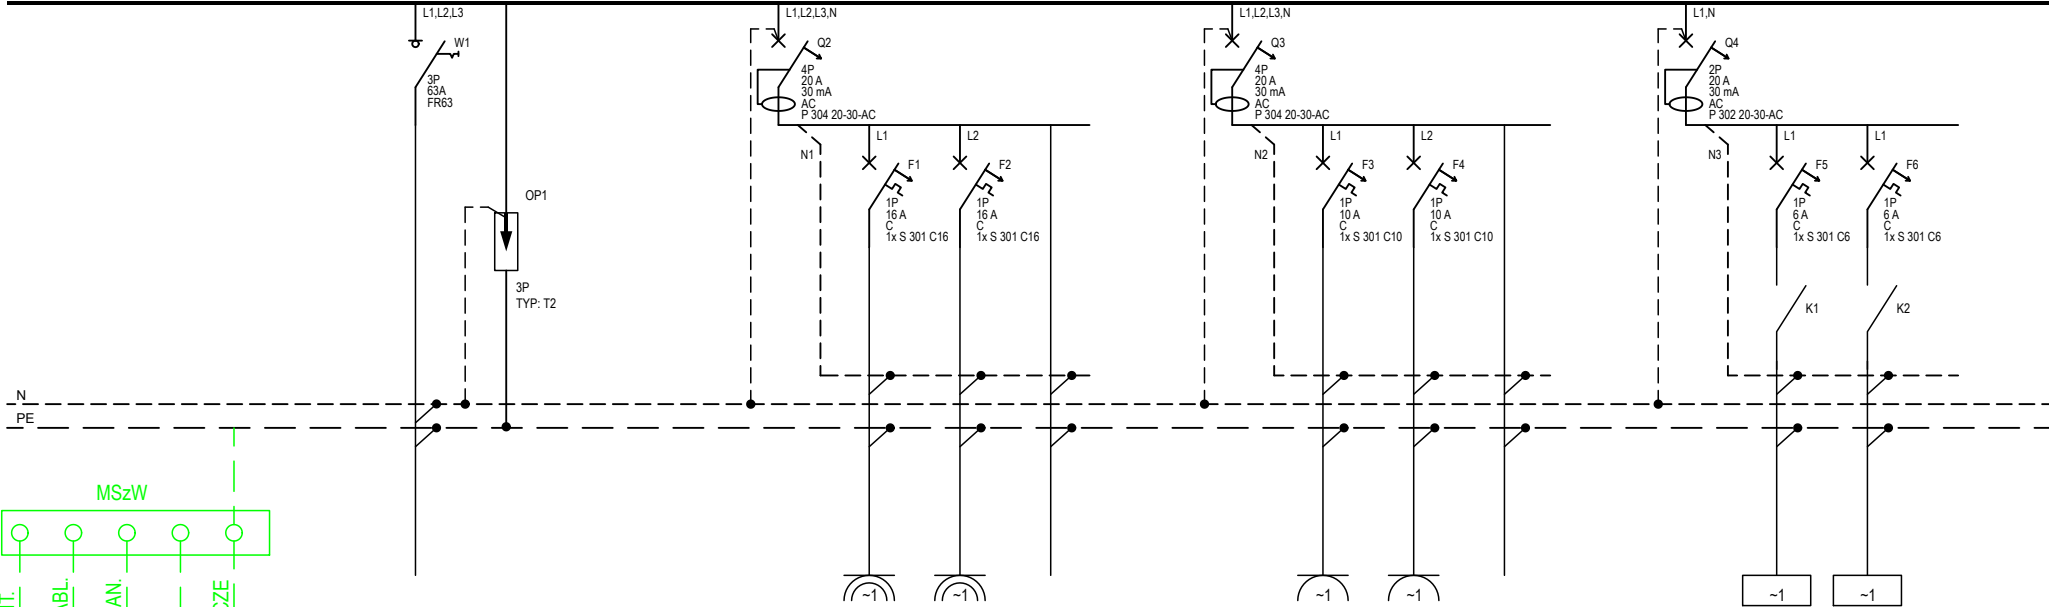 L1,L2,L3
W1
3P
63A
FR63
OP1
3P
TYP: T2
L1,L2,L3,N
Q2
4P
20 A
30 mA
AC
P 304 20-30-AC
N1
L1
F1
1P
16 A
C
1x S 301 C16
L2
F2
1P
16 A
C
1x S 301 C16
L1,L2,L3,N
Q3
4P
20 A
30 mA
AC
P 304 20-30-AC
N2
L1
F3
1P
10 A
C
1x S 301 C10
L2
F4
1P
10 A
C
1x S 301 C10
L1,N
Q4
2P
20 A
30 mA
AC
P 302 20-30-AC
N3
L1
F5
1P
6 A
C
1x S 301 C6
K1
L1
F6
1P
6 A
C
1x S 301 C6
K2
N
PE
MSzW
~1
~1
~1
~1
~1
~1